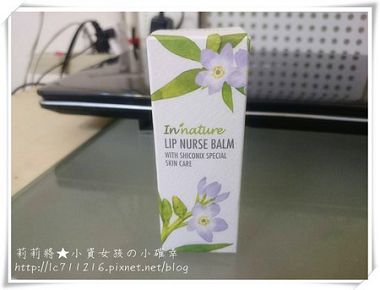 In'nature
LIP NURSE BALM
WITH SHICONIX SPECIAL
SKIN CARE
莉莉將★小資女孩の小確幸
http://lc711216.pixnet.net/blog